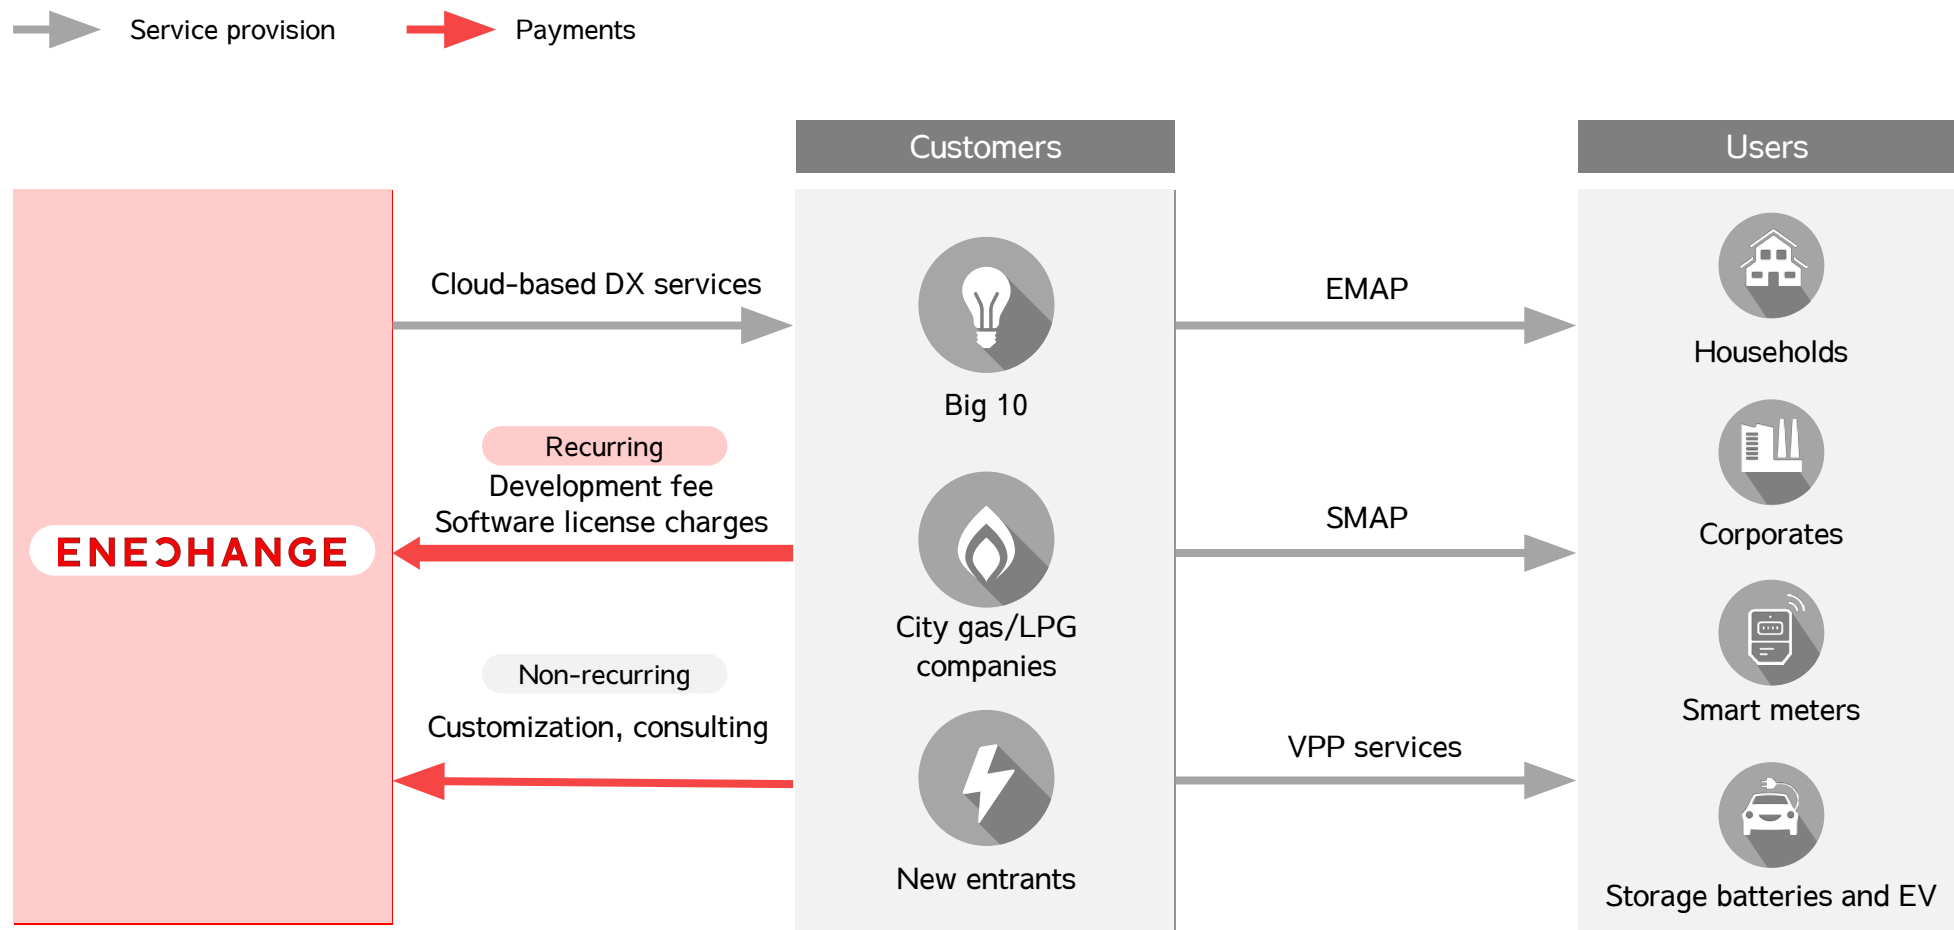 Service provision
Payments
Customers
Users
Cloud-based DX services
Recurring
Development fee
Software license charges
Non-recurring
Customization, consulting
ENECHANGE
Big 10
City gas/LPG
companies
New entrants
EMAP
SMAP
VPP services
Households
Corporates
Smart meters
Storage batteries and EV